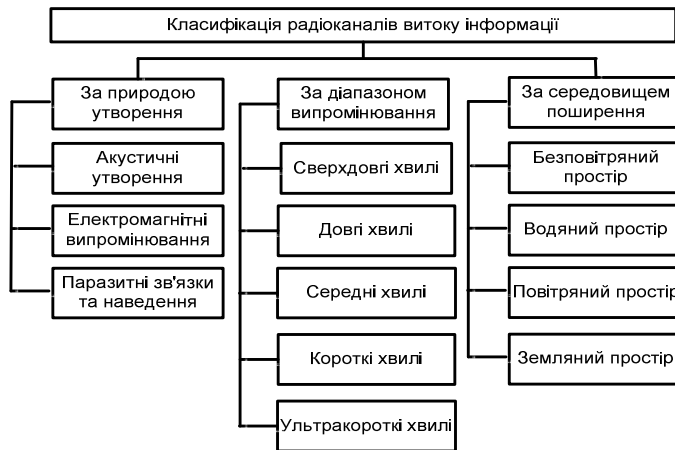 Класифікація радіоканалів витоку інформації
За природою
утворення
Акустичні
утворення
Електромагнітні
випромінювання
Паразитні зв'язки
та наведення
За діапазоном
випромінювання
Сверхдовгі хвилі
Довгі хвилі
Середні хвилі
Короткі хвилі
Ультракороткі хвилі
За середовищем
поширення
Безповітряний
простір
Водяний простір
Повітряний простір
Земляний простір